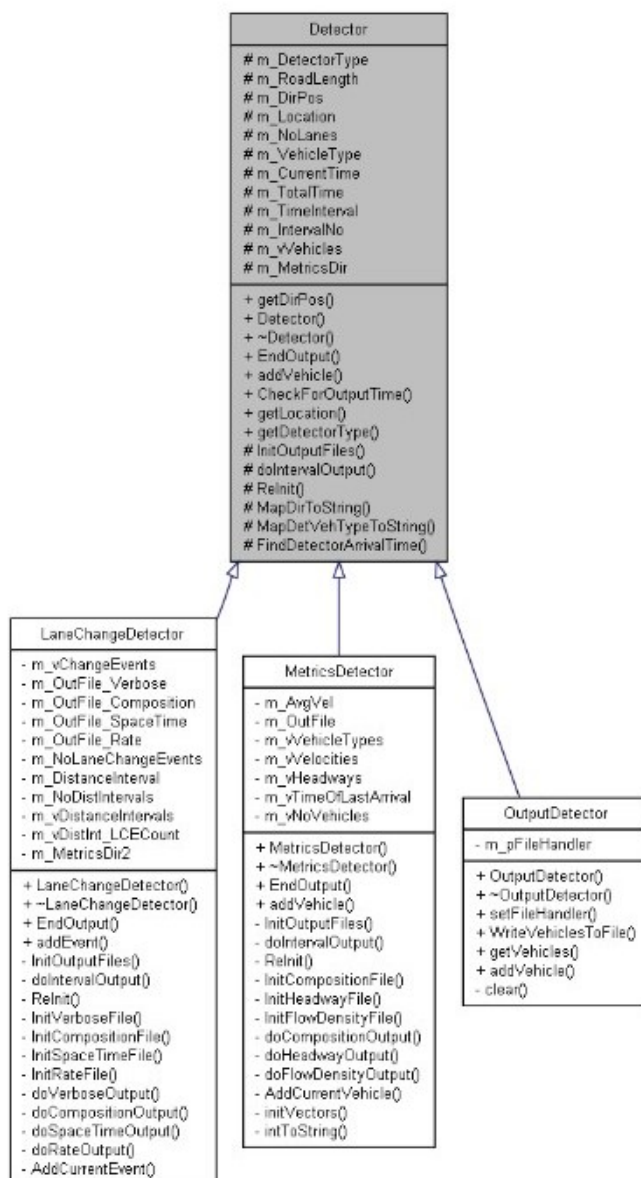 Detector
# m_DetectorType
# m_RoadLength
# m_DirPos
# m_Location
# m_NoLanes
# m_VehicleType
# m_CurrentTime
# m_TotalTime
# m_TimeInterval
# m_IntervalNo
# m_vVehicles
# m_MetricsDir
+ getDirPos()
+ Detector()
+ ~Detector()
+ EndOutput()
+ addVehicle()
+ CheckForOutputTime()
+ getLocation()
+ getDetectorType()
# InitOutputFiles()
# doIntervalOutput()
# ReInit()
# MapDirToString()
# MapDetVehTypeToString()
# FindDetectorArrivalTime()
LaneChangeDetector
- m_vChangeEvents
- m_OutFile_Verbose
- m_OutFile_Composition
- m_OutFile_SpaceTime
- m_OutFile_Rate
- m_NoLaneChangeEvents
- m_DistanceInterval
- m_NoDistIntervals
- m_vDistanceIntervals
- m_vDistInt_LCECount
- m_MetricsDir2
+ LaneChangeDetector()
+ ~LaneChangeDetector()
+ EndOutput()
+ addEvent()
- InitOutputFiles()
- doIntervalOutput()
- ReInit()
- InitVerboseFile()
- InitCompositionFile()
- InitSpaceTimeFile()
- InitRateFile()
- doVerboseOutput()
- doCompositionOutput()
- doSpaceTimeOutput()
- doRateOutput()
- AddCurrentEvent()
MetricsDetector
- m_AvgVel
- m_OutFile
- m_vVehicleTypes
- m_vVelocities
- m_vHeadways
- m_vTimeOfLastArrival
- m_vNoVehicles
+ MetricsDetector()
+ ~MetricsDetector()
+ EndOutput()
+ addVehicle()
- InitOutputFiles()
- doIntervalOutput()
- ReInit()
- InitCompositionFile()
- InitHeadwayFile()
- InitFlowDensityFile()
- doCompositionOutput()
- doHeadwayOutput()
- doFlowDensityOutput()
- AddCurrentVehicle()
- initVectors()
- intToString()
OutputDetector
- m_pFileHandler
+ OutputDetector()
+ ~OutputDetector()
+ setFileHandler()
+ WriteVehiclesToFile()
+ getVehicles()
+ addVehicle()
- clear()